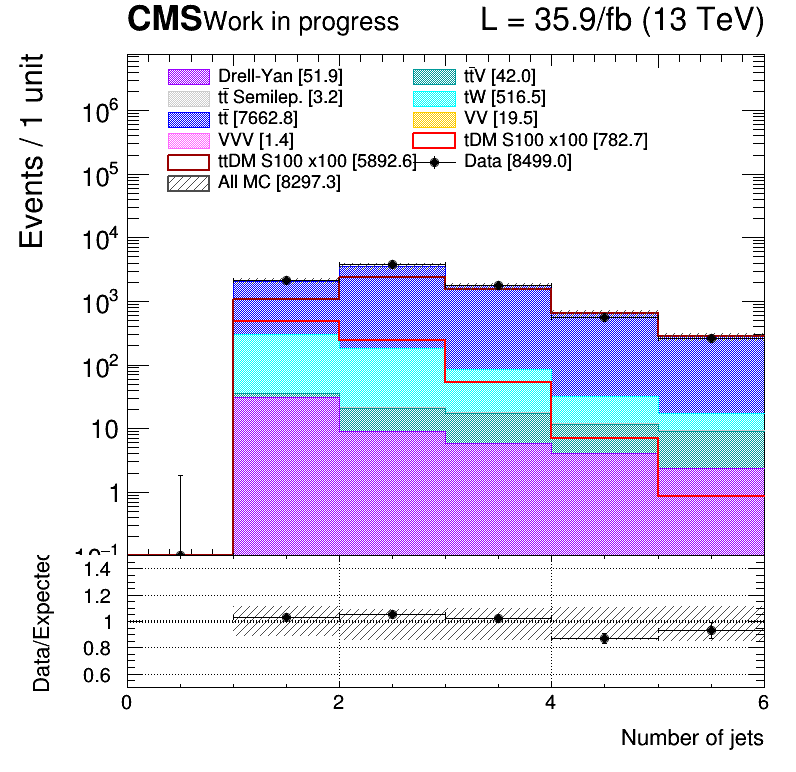 CMS Work in progress L = 35.9/fb (13 TeV)
Events / 1 unit
Drell-Yan [51.9] tt̄V [42.0]
tt̄ Semilep. [3.2] tW [516.5]
tt̄ [7662.8] VV [19.5]
VVV [1.4] tDM S100 x100 [782.7]
ttDM S100 x100 [5892.6] Data [8499.0]
All MC [8297.3]
10⁶
10⁵
10⁴
10³
10²
10
1
10⁻¹
Data/Expected
1.4
1.2
1
0.8
0.6
0 2 4 6
Number of jets